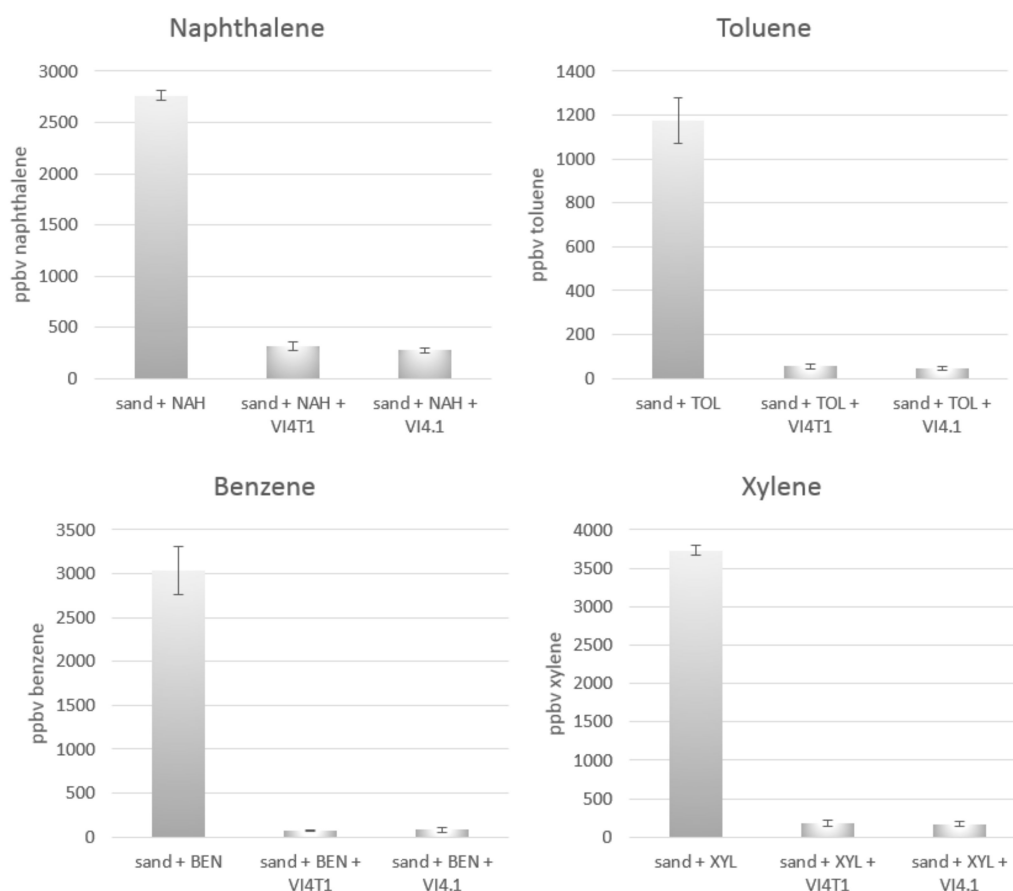 Naphthalene
ppbv naphthalene
3000
2500
2000
1500
1000
500
0
sand + NAH
sand + NAH +
VI4T1
sand + NAH +
VI4.1
Toluene
ppbv toluene
1400
1200
1000
800
600
400
200
0
sand + TOL
sand + TOL +
VI4T1
sand + TOL +
VI4.1
Benzene
ppbv benzene
3500
3000
2500
2000
1500
1000
500
0
sand + BEN
sand + BEN +
VI4T1
sand + BEN +
VI4.1
Xylene
ppbv xylene
4000
3500
3000
2500
2000
1500
1000
500
0
sand + XYL
sand + XYL +
VI4T1
sand + XYL +
VI4.1